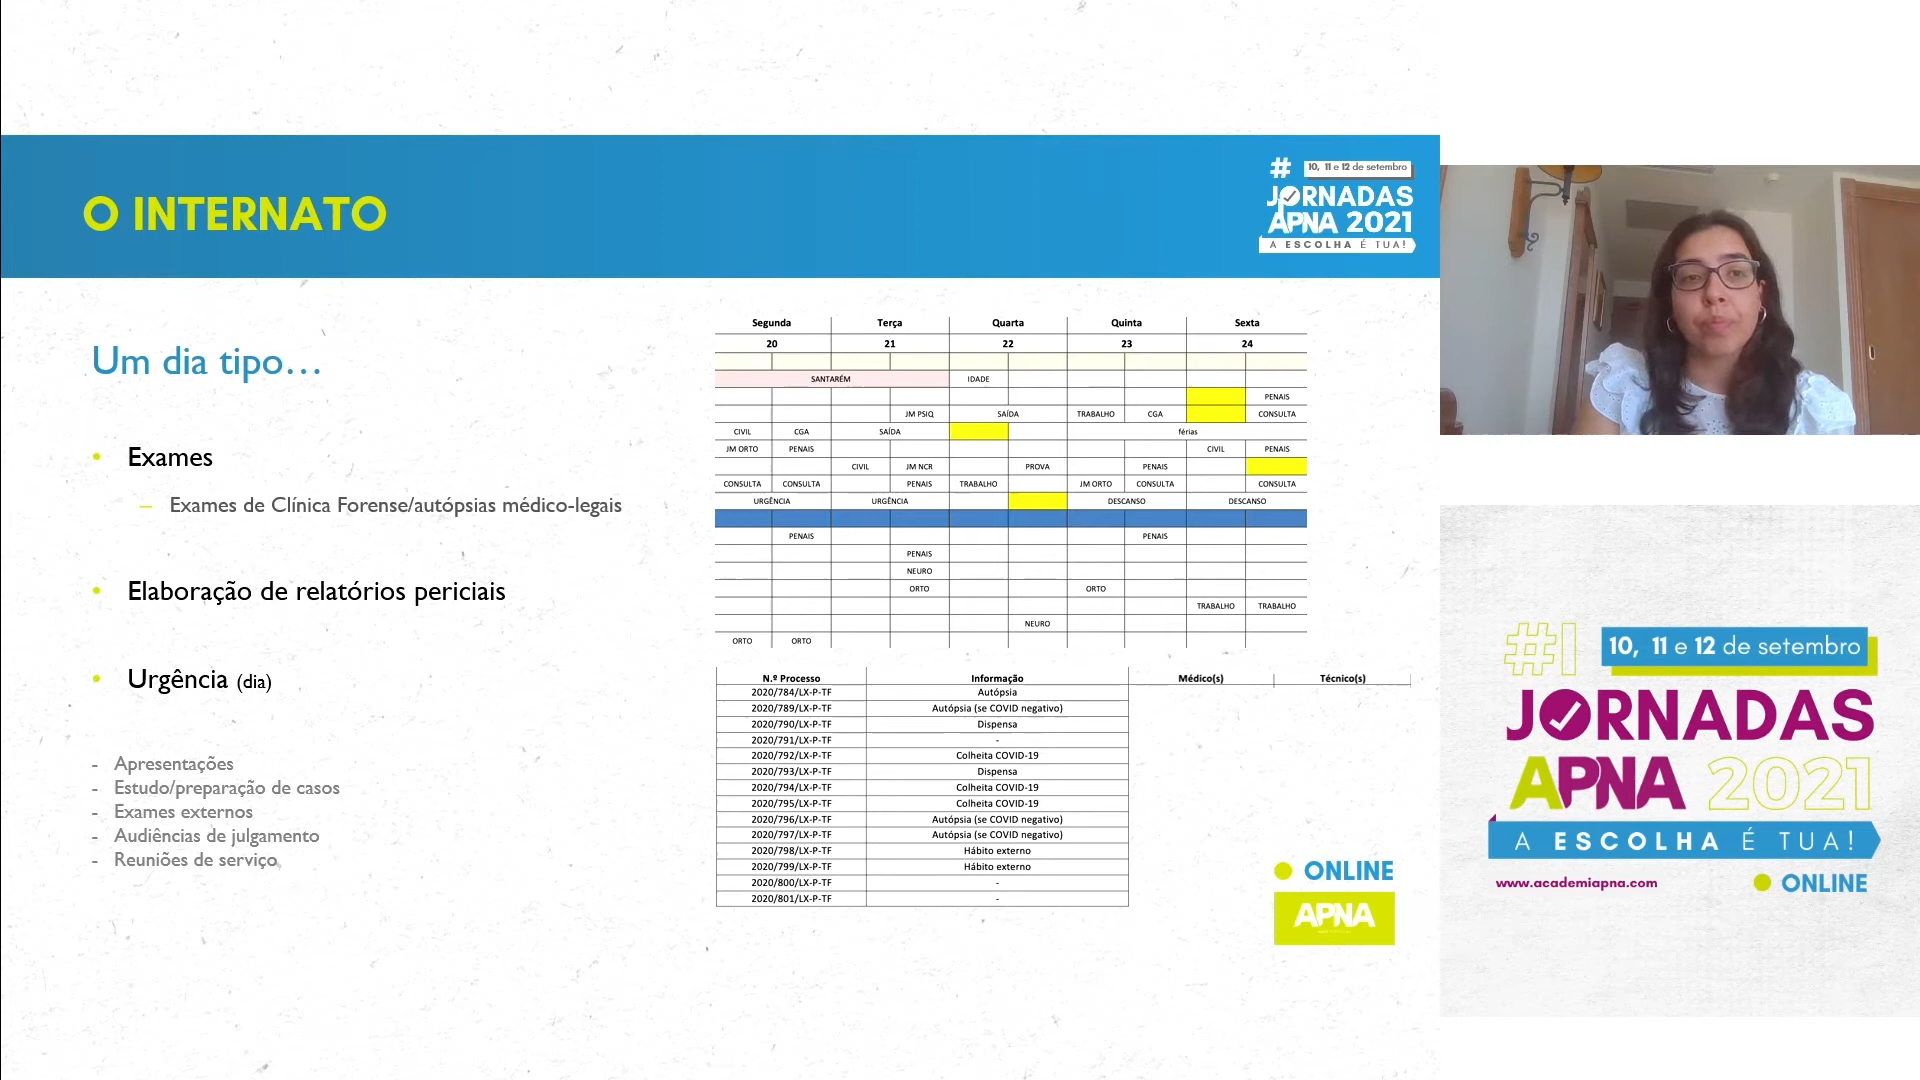 O INTERNATO
# 10, 11 e 12 de setembro
JORNADAS
APNA 2021
A ESCOLHA É TUA!
Um dia tipo...
• Exames
– Exames de Clínica Forense/autópsias médico-legais
• Elaboração de relatórios periciais
• Urgência (dia)
- Apresentações
- Estudo/preparação de casos
- Exames externos
- Audiências de julgamento
- Reuniões de serviço
Segunda Terça Quarta Quinta Sexta
20 21 22 23 24
SANTARÉM IDADE
PENAIS
JM PSIQ SAÍDA TRABALHO CGA CONSULTA
CIVIL CGA SAÍDA férias
JM ORTO PENAIS CIVIL PENAIS
CIVIL JM NCR PROVA PENAIS
CONSULTA CONSULTA PENAIS TRABALHO JM ORTO CONSULTA CONSULTA
URGÊNCIA URGÊNCIA DESCANSO DESCANSO
PENAIS PENAIS
PENAIS
NEURO
ORTO ORTO
TRABALHO TRABALHO
NEURO
ORTO ORTO
N.º Processo Informação Médico(s) Técnico(s)
2020/784/LX-P-TF Autópsia
2020/789/LX-P-TF Autópsia (se COVID negativo)
2020/790/LX-P-TF Dispensa
2020/791/LX-P-TF -
2020/792/LX-P-TF Colheita COVID-19
2020/793/LX-P-TF Dispensa
2020/794/LX-P-TF Colheita COVID-19
2020/795/LX-P-TF Colheita COVID-19
2020/796/LX-P-TF Autópsia (se COVID negativo)
2020/797/LX-P-TF Autópsia (se COVID negativo)
2020/798/LX-P-TF Hábito externo
2020/799/LX-P-TF Hábito externo
2020/800/LX-P-TF -
2020/801/LX-P-TF -
ONLINE
APNA
#1 10, 11 e 12 de setembro
JORNADAS
APNA 2021
A ESCOLHA É TUA!
www.academiapna.com ONLINE